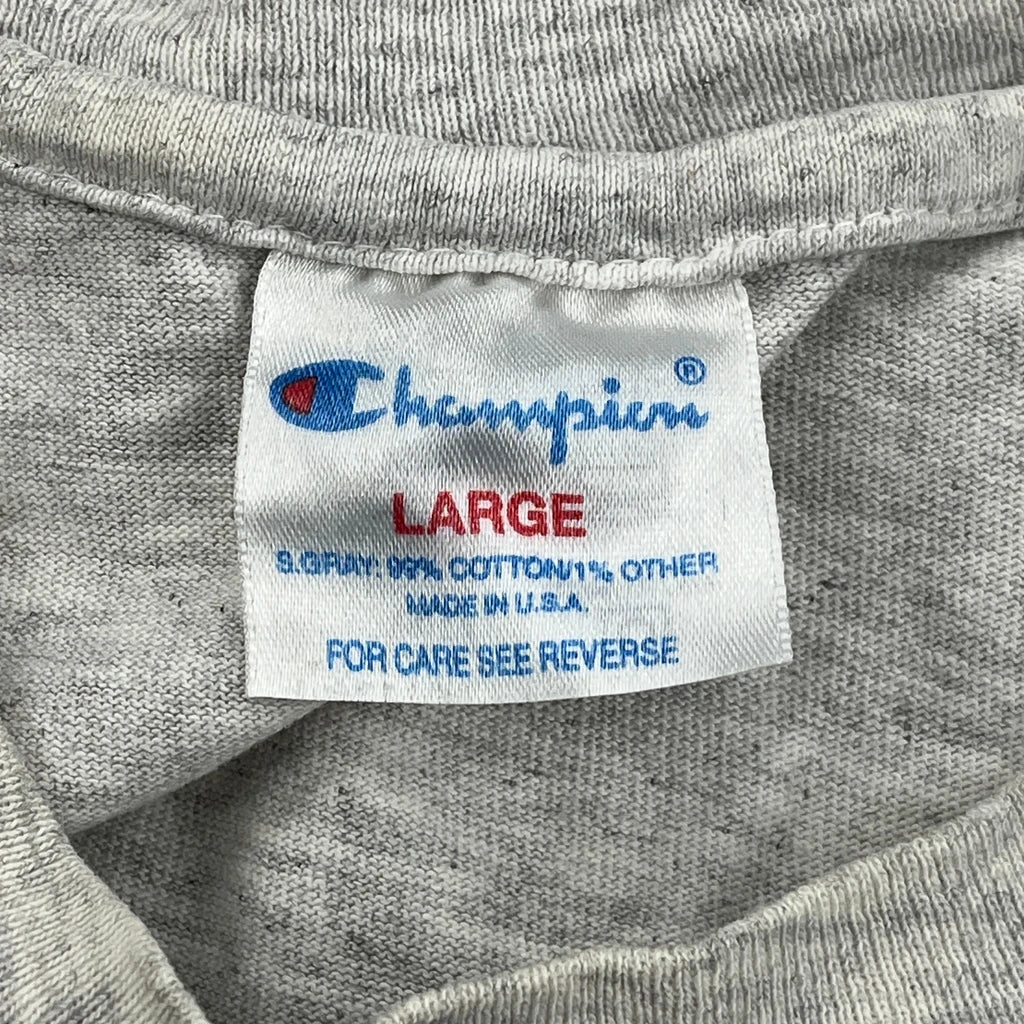 Champion®
LARGE
S.GRAY: 99% COTTON/1% OTHER
MADE IN U.S.A.
FOR CARE SEE REVERSE